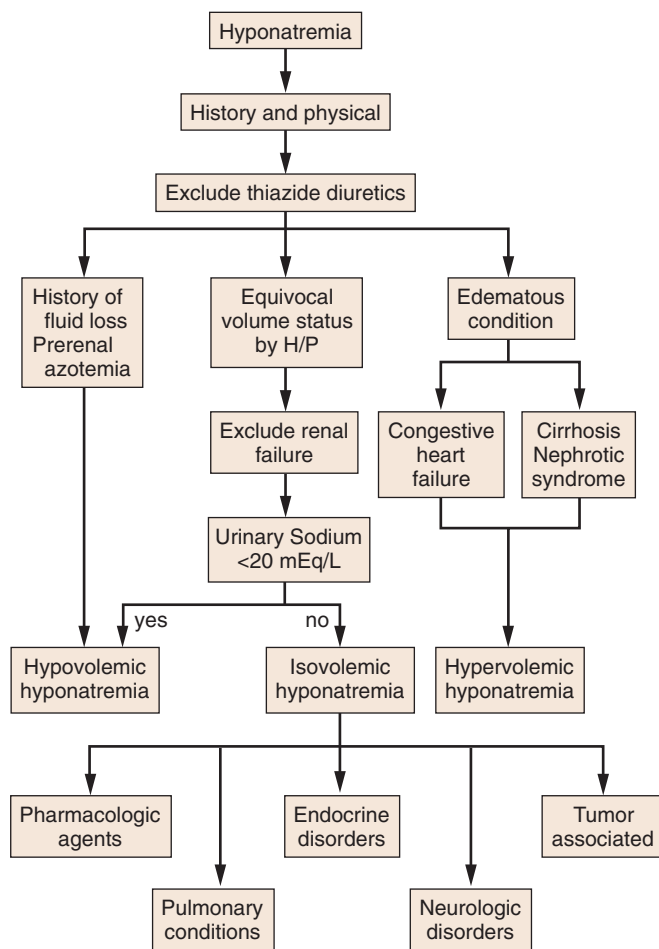 Hyponatremia
History and physical
Exclude thiazide diuretics
History of
fluid loss
Prerenal
azotemia
Equivocal
volume status
by H/P
Edematous
condition
Exclude renal
failure
Congestive
heart
failure
Cirrhosis
Nephrotic
syndrome
Urinary Sodium
<20 mEq/L
yes
no
Hypovolemic
hyponatremia
Isovolemic
hyponatremia
Hypervolemic
hyponatremia
Pharmacologic
agents
Endocrine
disorders
Tumor
associated
Pulmonary
conditions
Neurologic
disorders